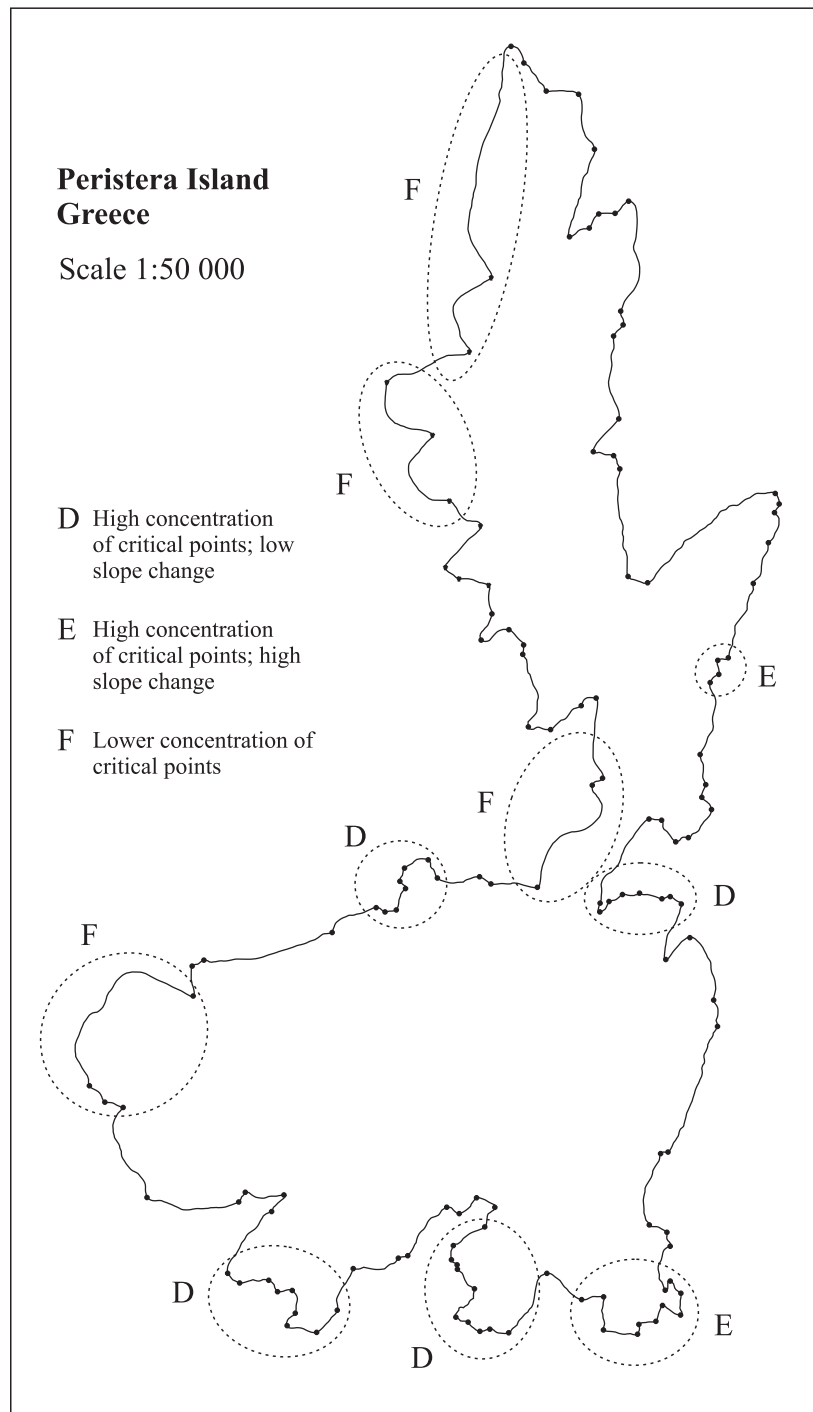 Peristera Island
Greece
Scale 1:50 000
F
F
D High concentration
of critical points; low
slope change
E High concentration
of critical points; high
slope change
E
F Lower concentration of
critical points
F
D
D
F
D
D
E